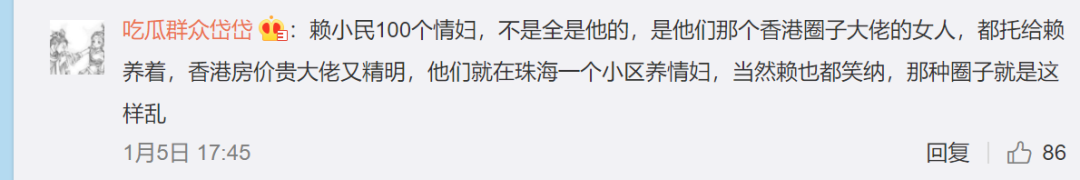 吃瓜群众岱岱：赖小民100个情妇，不是全是他的，是他们那个香港圈子大佬的女人，都托给赖
养着，香港房价贵大佬又精明，他们就在珠海一个小区养情妇，当然赖也都笑纳，那种圈子就是这
样乱
1月5日 17:45 回复 86